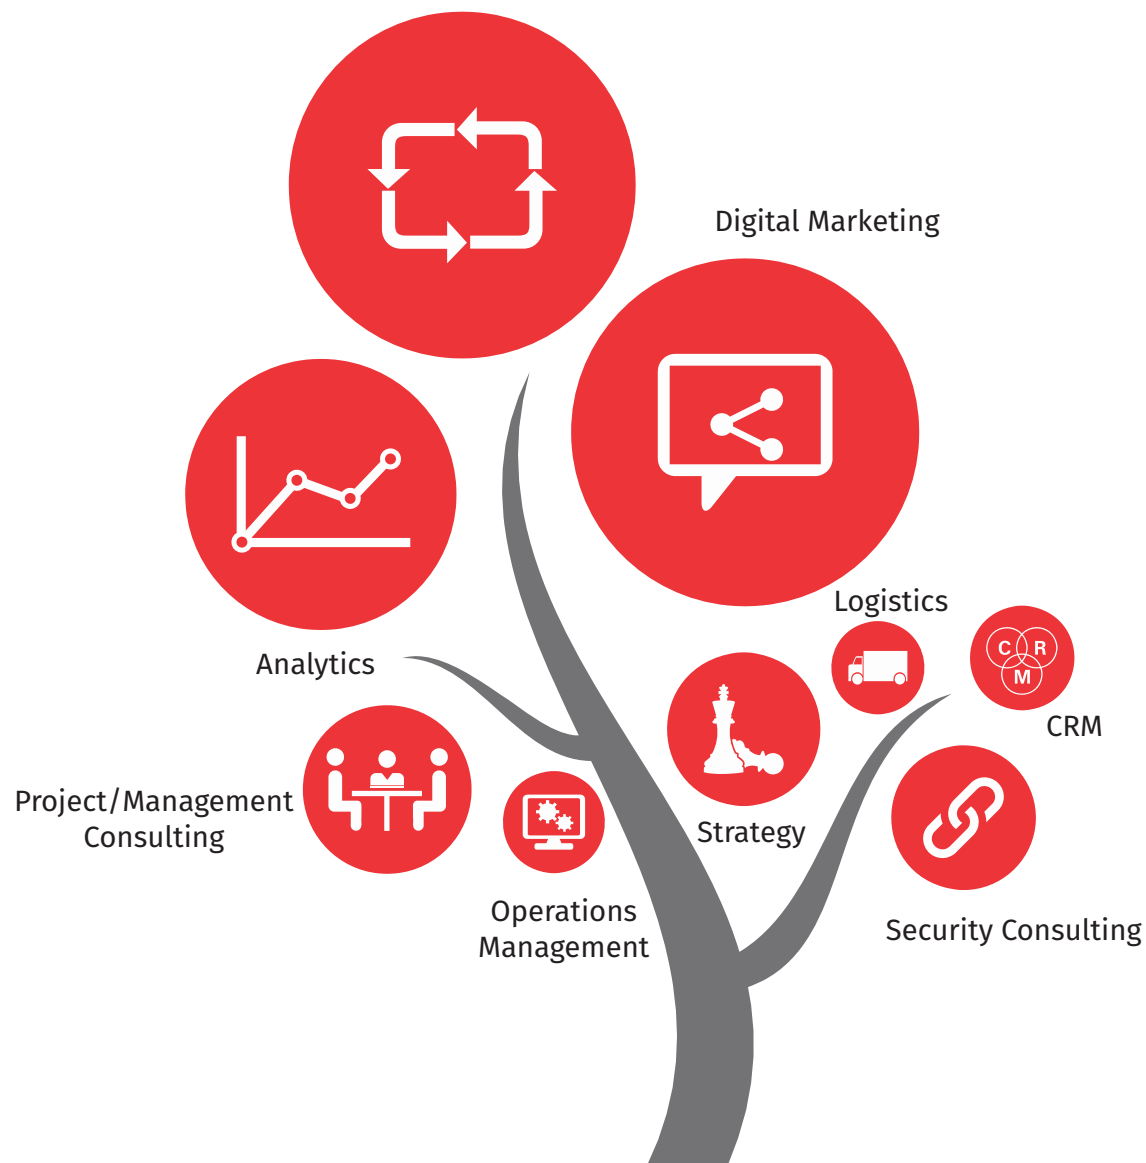 Digital Marketing
Logistics
C R
M
CRM
Analytics
Strategy
Project/Management
Consulting
Operations
Management
Security Consulting